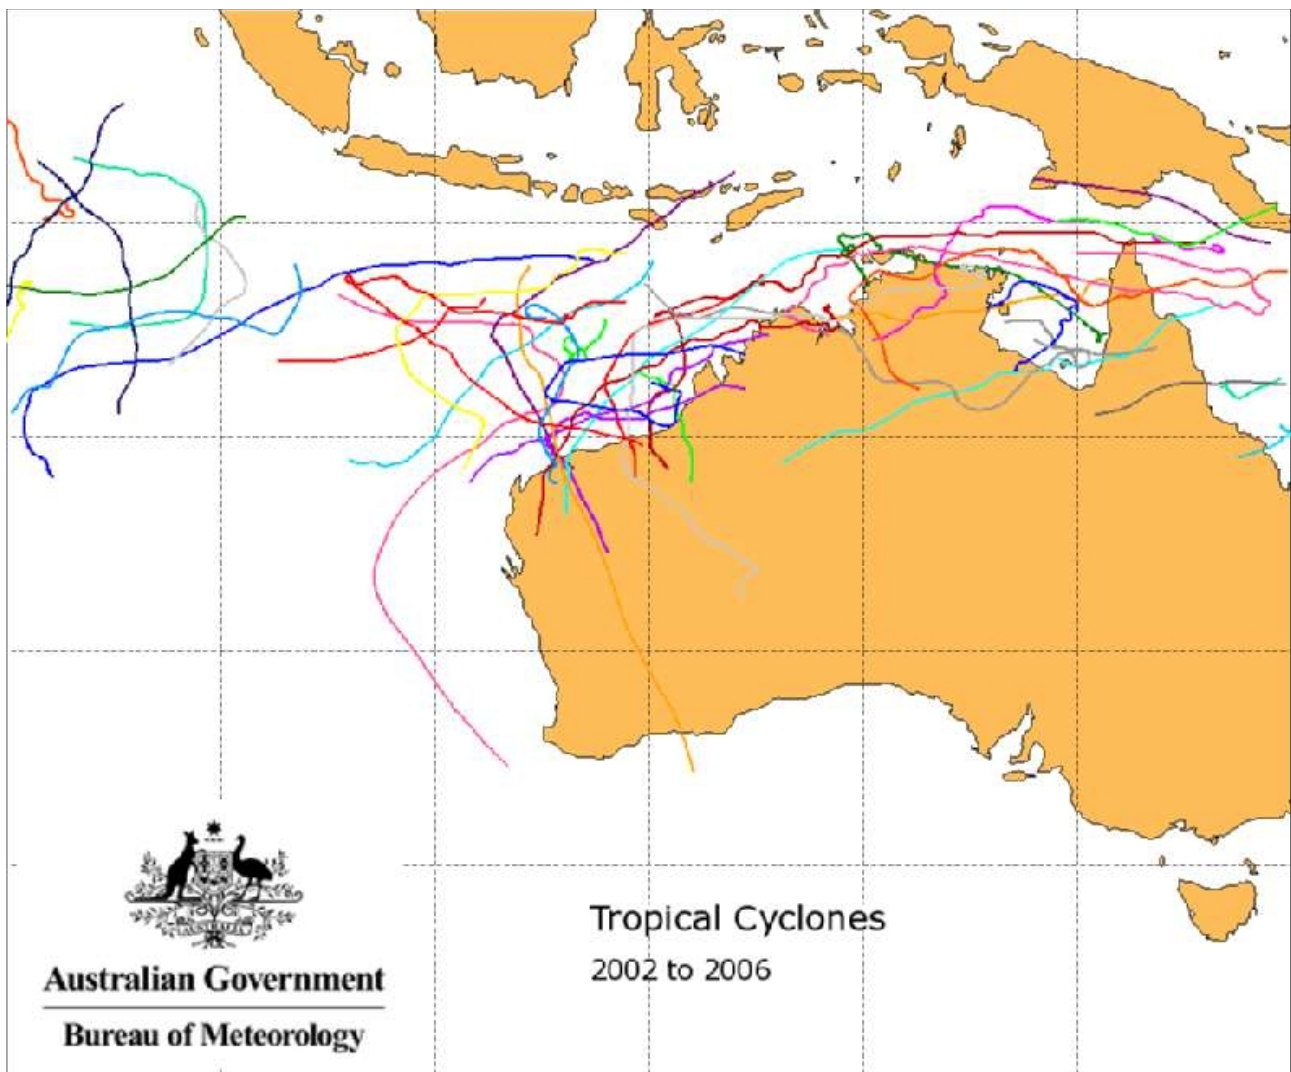 Tropical Cyclones
2002 to 2006
Australian Government
Bureau of Meteorology